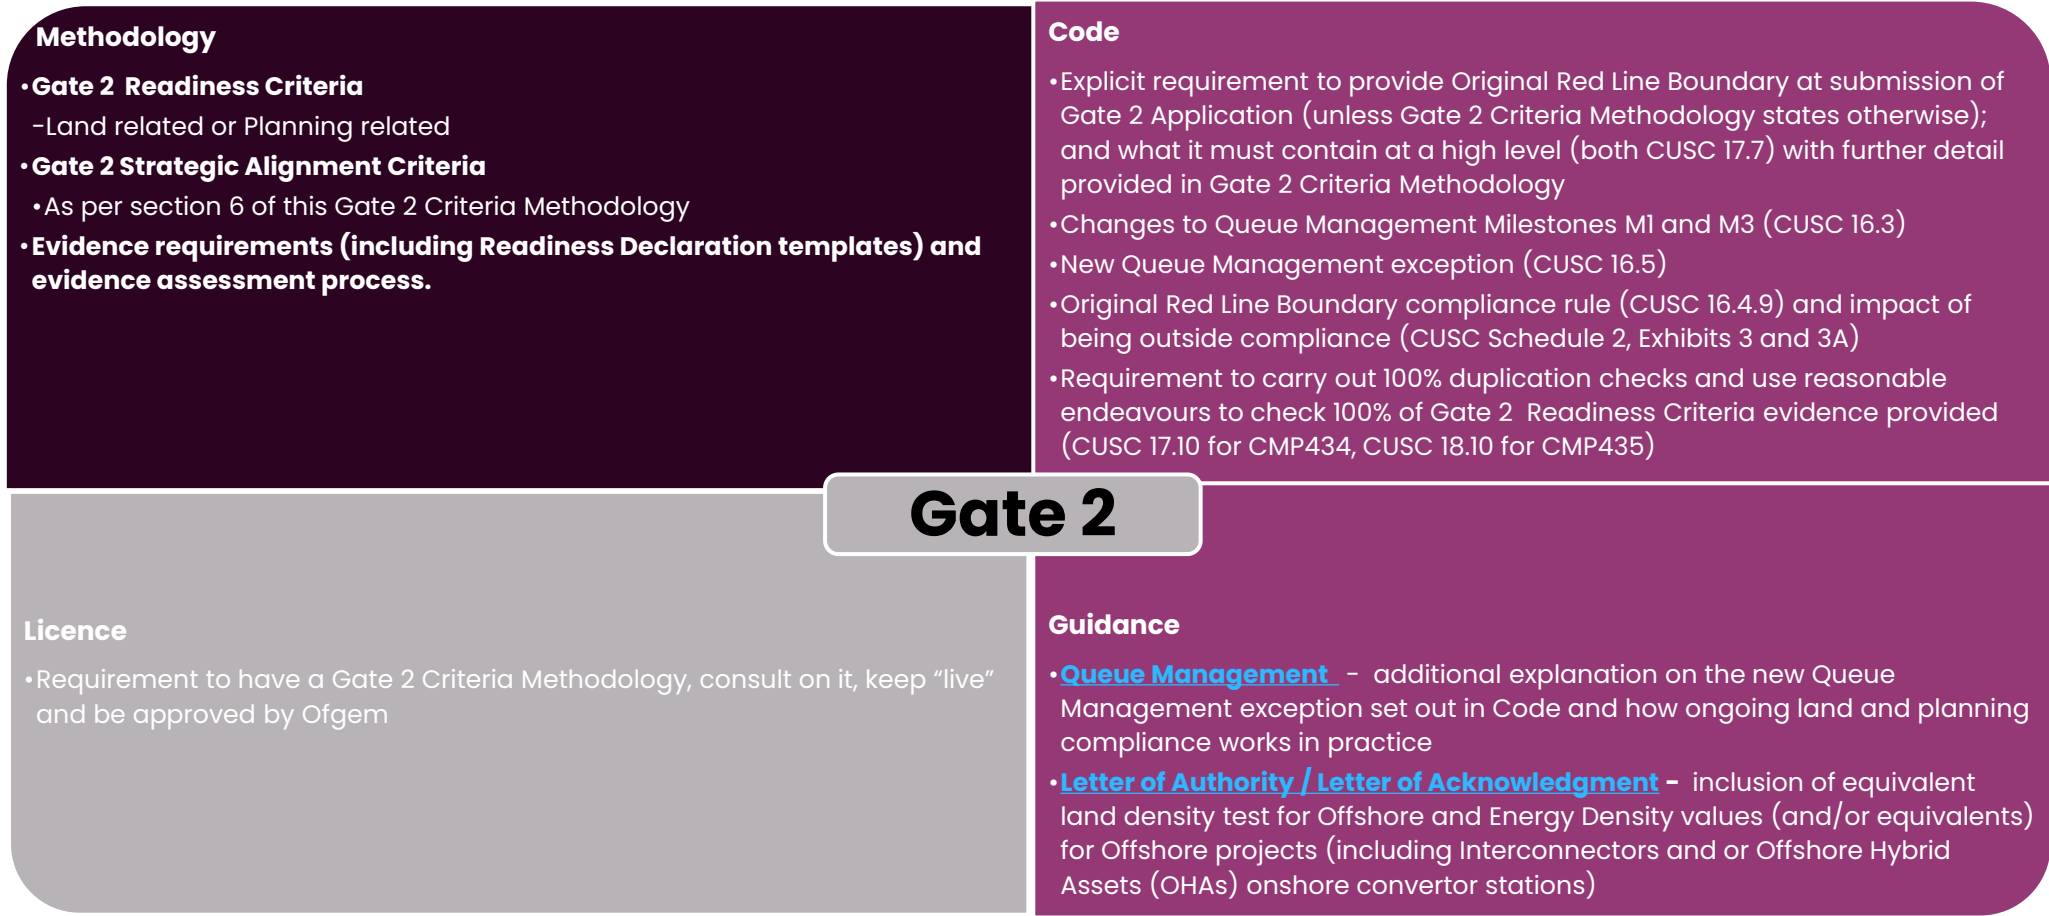 Methodology
•Gate 2 Readiness Criteria
-Land related or Planning related
•Gate 2 Strategic Alignment Criteria
•As per section 6 of this Gate 2 Criteria Methodology
•Evidence requirements (including Readiness Declaration templates) and
evidence assessment process.
Code
•Explicit requirement to provide Original Red Line Boundary at submission of
Gate 2 Application (unless Gate 2 Criteria Methodology states otherwise);
and what it must contain at a high level (both CUSC 17.7) with further detail
provided in Gate 2 Criteria Methodology
•Changes to Queue Management Milestones M1 and M3 (CUSC 16.3)
•New Queue Management exception (CUSC 16.5)
•Original Red Line Boundary compliance rule (CUSC 16.4.9) and impact of
being outside compliance (CUSC Schedule 2, Exhibits 3 and 3A)
•Requirement to carry out 100% duplication checks and use reasonable
endeavours to check 100% of Gate 2 Readiness Criteria evidence provided
(CUSC 17.10 for CMP434, CUSC 18.10 for CMP435)
Gate 2
Licence
•Requirement to have a Gate 2 Criteria Methodology, consult on it, keep “live”
and be approved by Ofgem
Guidance
•Queue Management - additional explanation on the new Queue
Management exception set out in Code and how ongoing land and planning
compliance works in practice
•Letter of Authority / Letter of Acknowledgment - inclusion of equivalent
land density test for Offshore and Energy Density values (and/or equivalents)
for Offshore projects (including Interconnectors and or Offshore Hybrid
Assets (OHAs) onshore convertor stations)